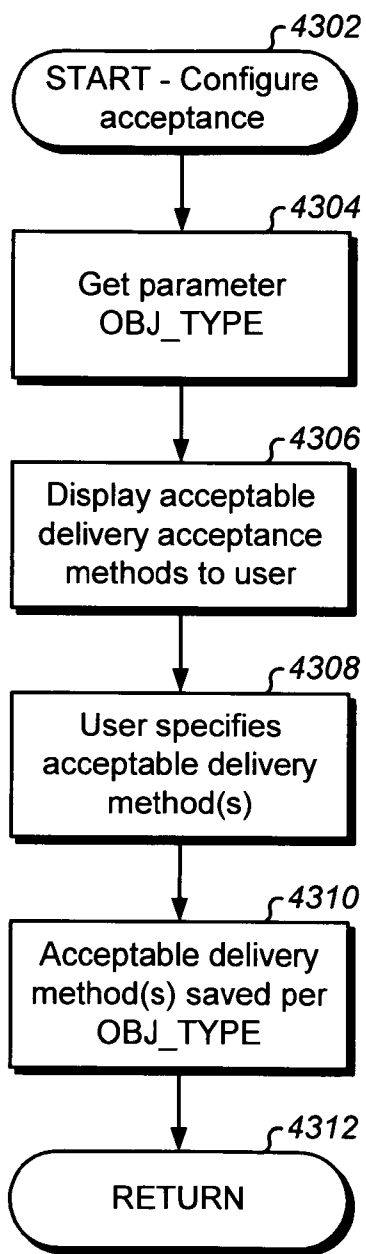 4302
START - Configure
acceptance
4304
Get parameter
OBJ_TYPE
4306
Display acceptable
delivery acceptance
methods to user
4308
User specifies
acceptable delivery
method(s)
4310
Acceptable delivery
method(s) saved per
OBJ_TYPE
4312
RETURN